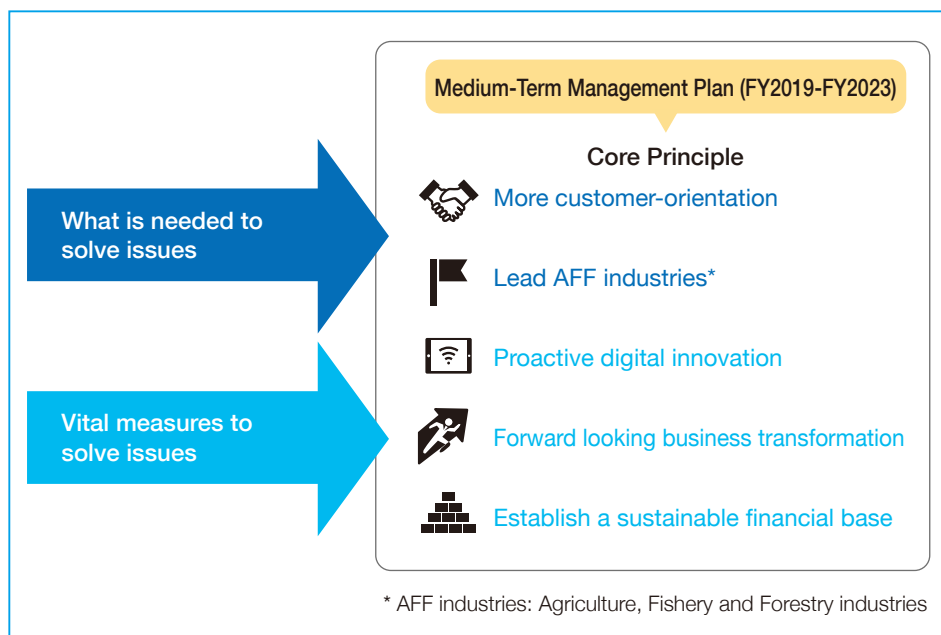 Medium-Term Management Plan (FY2019-FY2023)
Core Principle
What is needed to
solve issues
More customer-orientation
Lead AFF industries*
Vital measures to
solve issues
Proactive digital innovation
Forward looking business transformation
Establish a sustainable financial base
* AFF industries: Agriculture, Fishery and Forestry industries